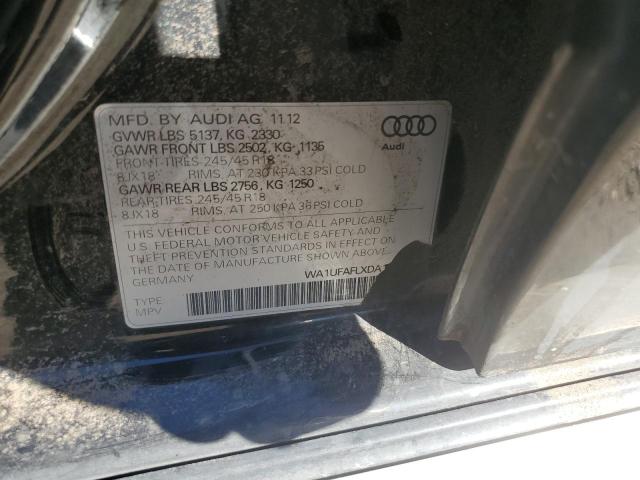 MFD. BY AUDI AG 11.12
GVWR LBS 5137, KG 2330
GAWR FRONT LBS 2502, KG 1135
FRONT-TIRES 245/45 R18
8JX18 RIMS, AT 230 KPA 33 PSI COLD
GAWR REAR LBS 2756, KG 1250
REAR-TIRES 245/45 R18
8JX18 RIMS, AT 250 KPA 36 PSI COLD
THIS VEHICLE CONFORMS TO ALL APPLICABLE
U.S. FEDERAL MOTOR VEHICLE SAFETY AND
THEFT PREVENTION STANDARDS IN EFFECT ON
THE DATE OF MANUFACTURE SHOWN ABOVE.
GERMANY WA1UFAFLXDA
TYPE
MPV
Audi